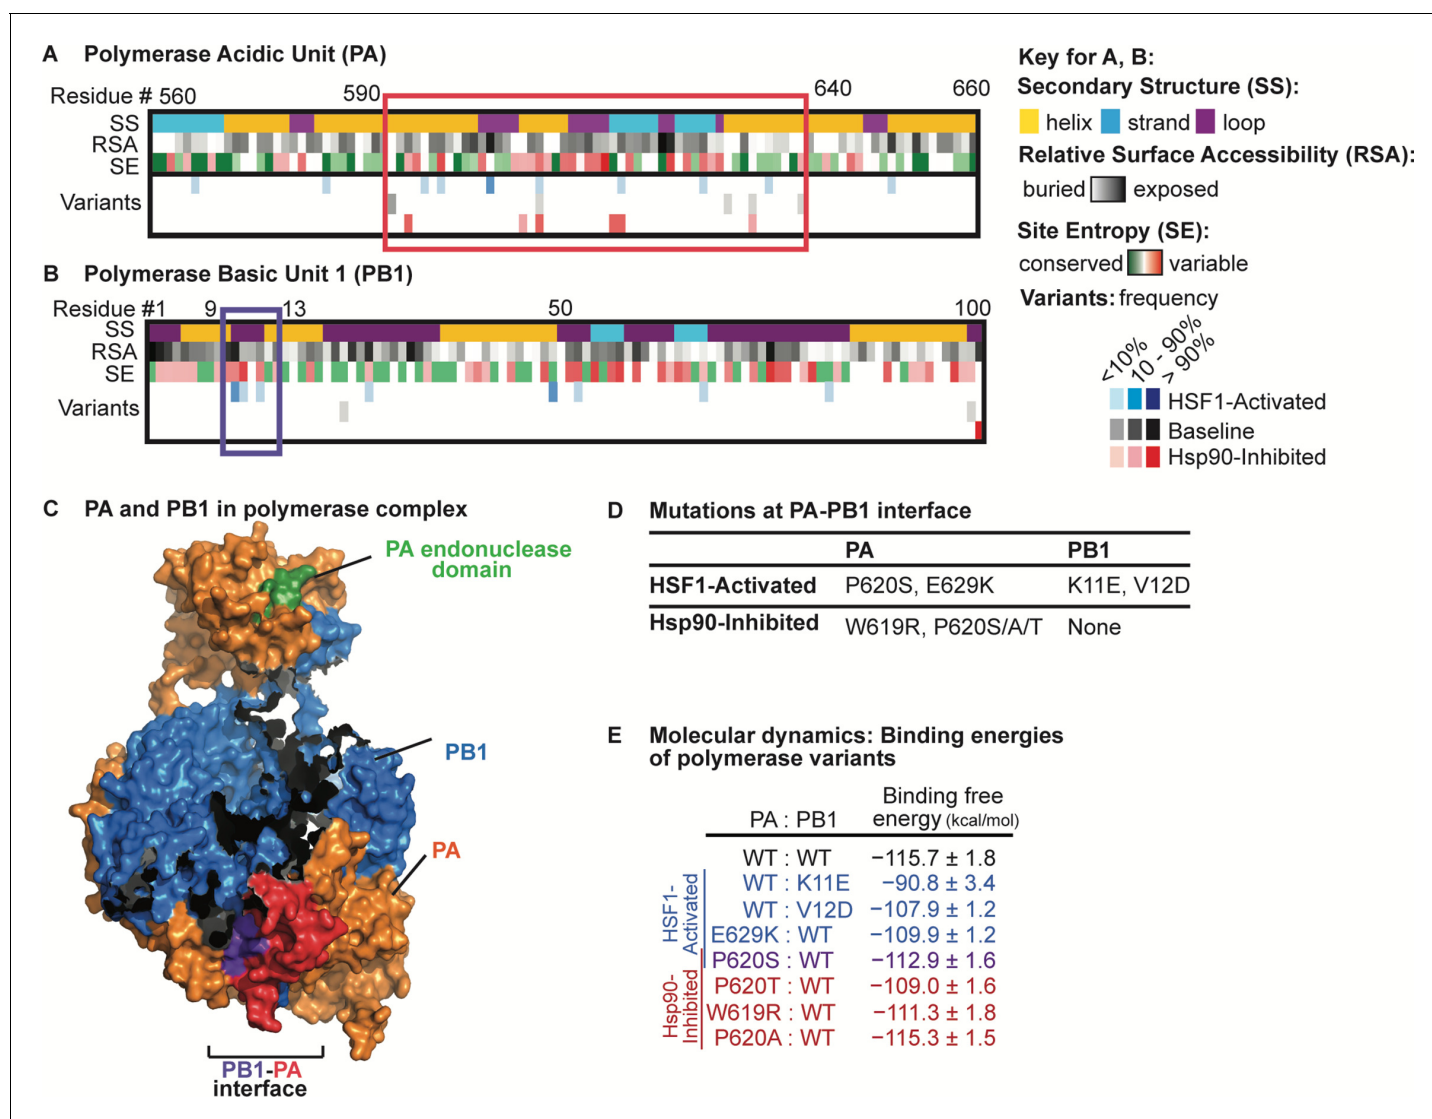 A Polymerase Acidic Unit (PA)
Residue # 560 590 640 660
SS
RSA
SE
Variants
B Polymerase Basic Unit 1 (PB1)
Residue #1 9 13 50 100
SS
RSA
SE
Variants
Key for A, B:
Secondary Structure (SS):
helix strand loop
Relative Surface Accessibility (RSA):
buried exposed
Site Entropy (SE):
conserved variable
Variants: frequency
<10% 10 - 90% > 90%
HSF1-Activated
Baseline
Hsp90-Inhibited
C PA and PB1 in polymerase complex
PA endonuclease
domain
PB1
PA
PB1-PA
interface
D Mutations at PA-PB1 interface
PA PB1
HSF1-Activated P620S, E629K K11E, V12D
Hsp90-Inhibited W619R, P620S/A/T None
E Molecular dynamics: Binding energies
of polymerase variants
Binding free
PA : PB1 energy (kcal/mol)
WT : WT −115.7 ± 1.8
HSF1-
Activated
WT : K11E −90.8 ± 3.4
WT : V12D −107.9 ± 1.2
E629K : WT −109.9 ± 1.2
P620S : WT −112.9 ± 1.6
Hsp90-
Inhibited
P620T : WT −109.0 ± 1.6
W619R : WT −111.3 ± 1.8
P620A : WT −115.3 ± 1.5